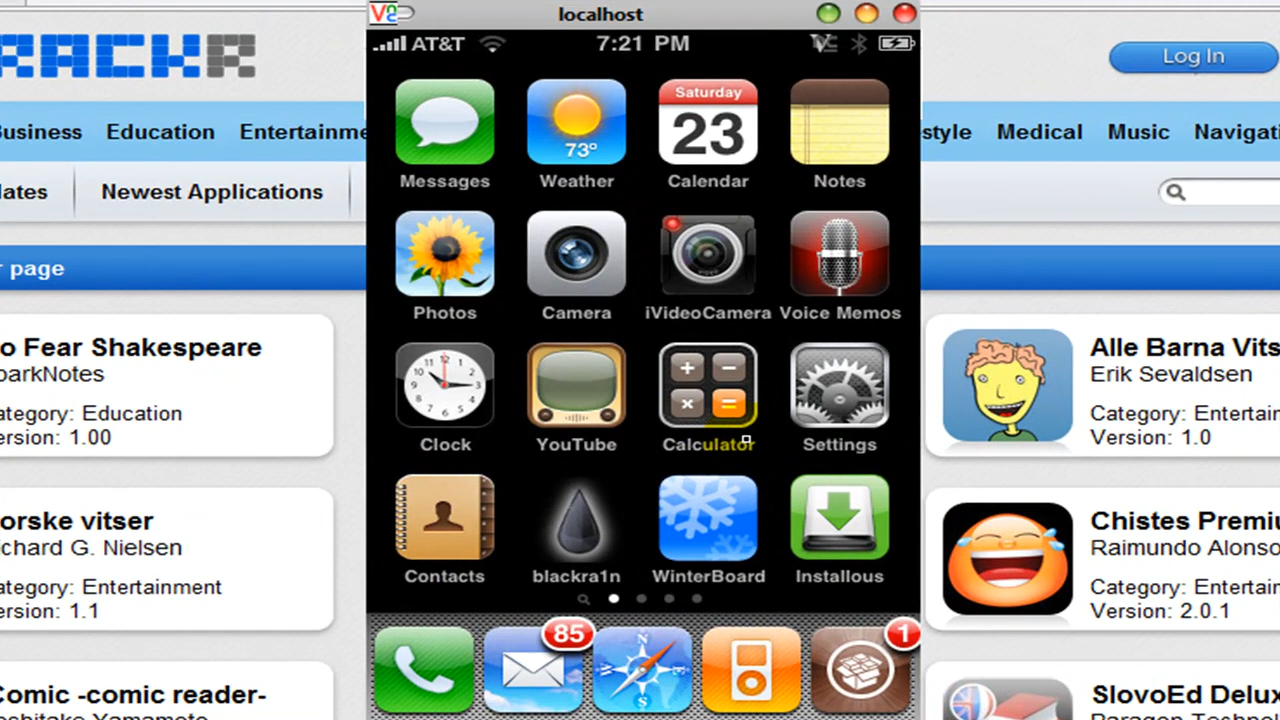 localhost
AT&T 7:21 PM
RACKR
Log In
Education
style Medical Music
Newest Applications
page
Saturday
73°
23
Messages Weather Calendar Notes
Photos Camera iVideoCamera Voice Memos
12
Clock YouTube Calculator Settings
Contacts blackra1n WinterBoard Installous
85
1
N
S
o Fear Shakespeare
parkNotes
ategory: Education
ersion: 1.00
orske vitser
chard G. Nielsen
ategory: Entertainment
ersion: 1.1
Comic -comic reader-
Alle Barna Vits
Erik Sevaldsen
Category: Entertain
Version: 1.0
Chistes Premiu
Raimundo Alonso
Category: Entertain
Version: 2.0.1
SlovoEd Delux